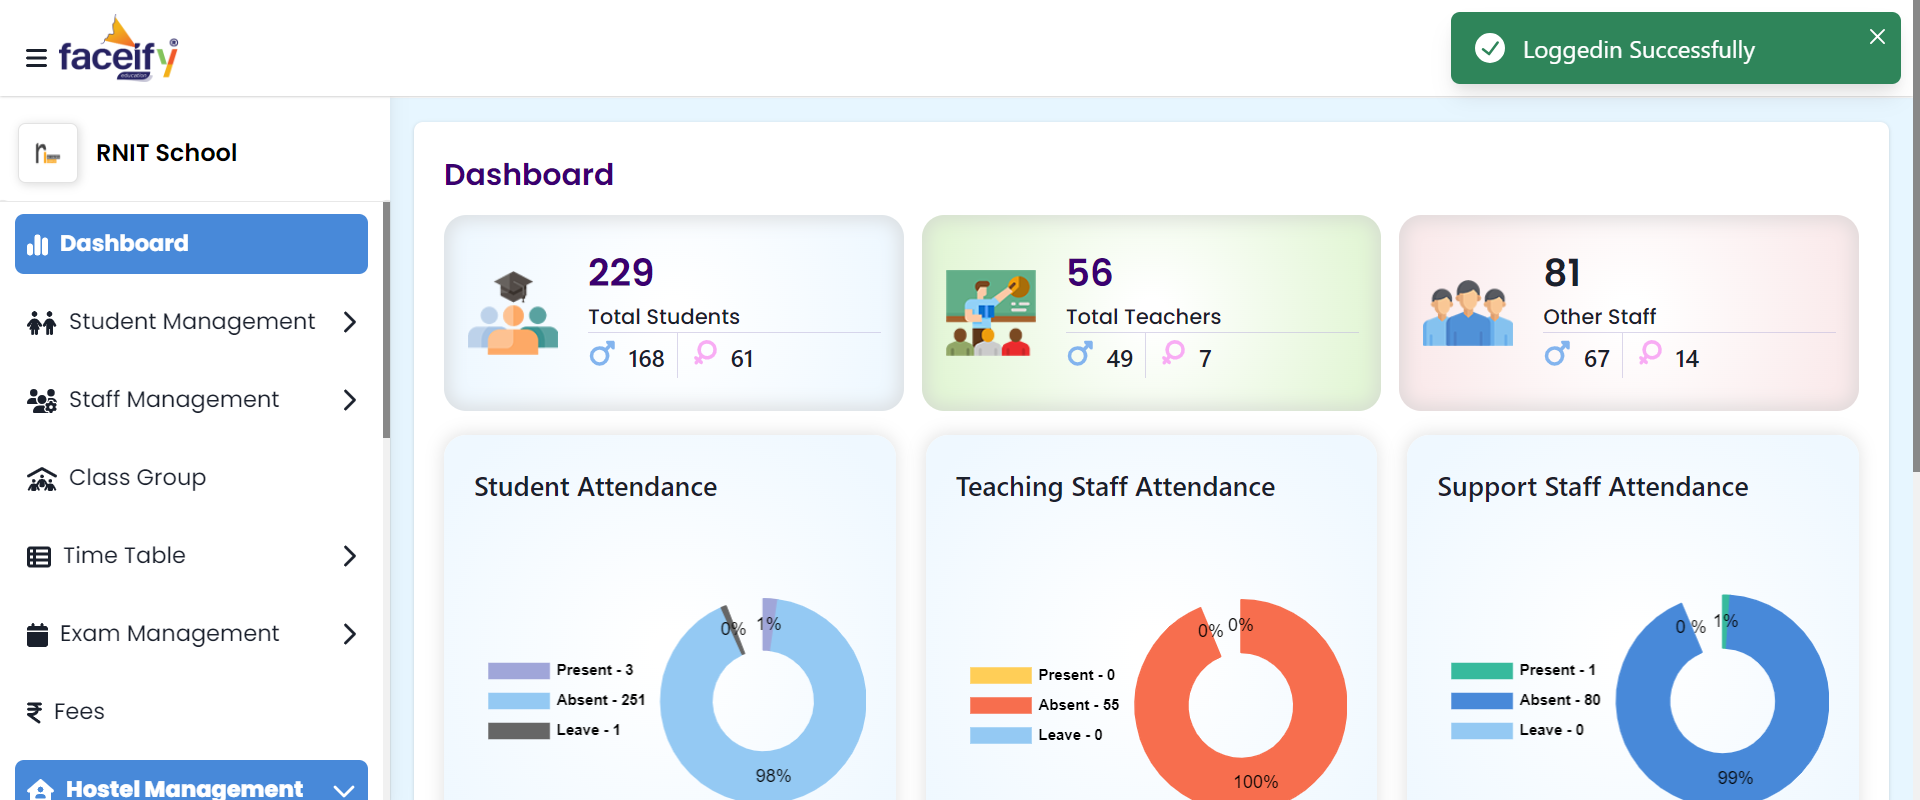 faceify
education
Loggedin Successfully
RNIT School
Dashboard
Student Management
Staff Management
Class Group
Time Table
Exam Management
Fees
Hostel Management
Dashboard
229
Total Students
168 61
56
Total Teachers
49 7
81
Other Staff
67 14
Student Attendance
Present - 3
Absent - 251
Leave - 1
0% 1%
98%
Teaching Staff Attendance
Present - 0
Absent - 55
Leave - 0
0% 0%
100%
Support Staff Attendance
Present - 1
Absent - 80
Leave - 0
0 % 1%
99%